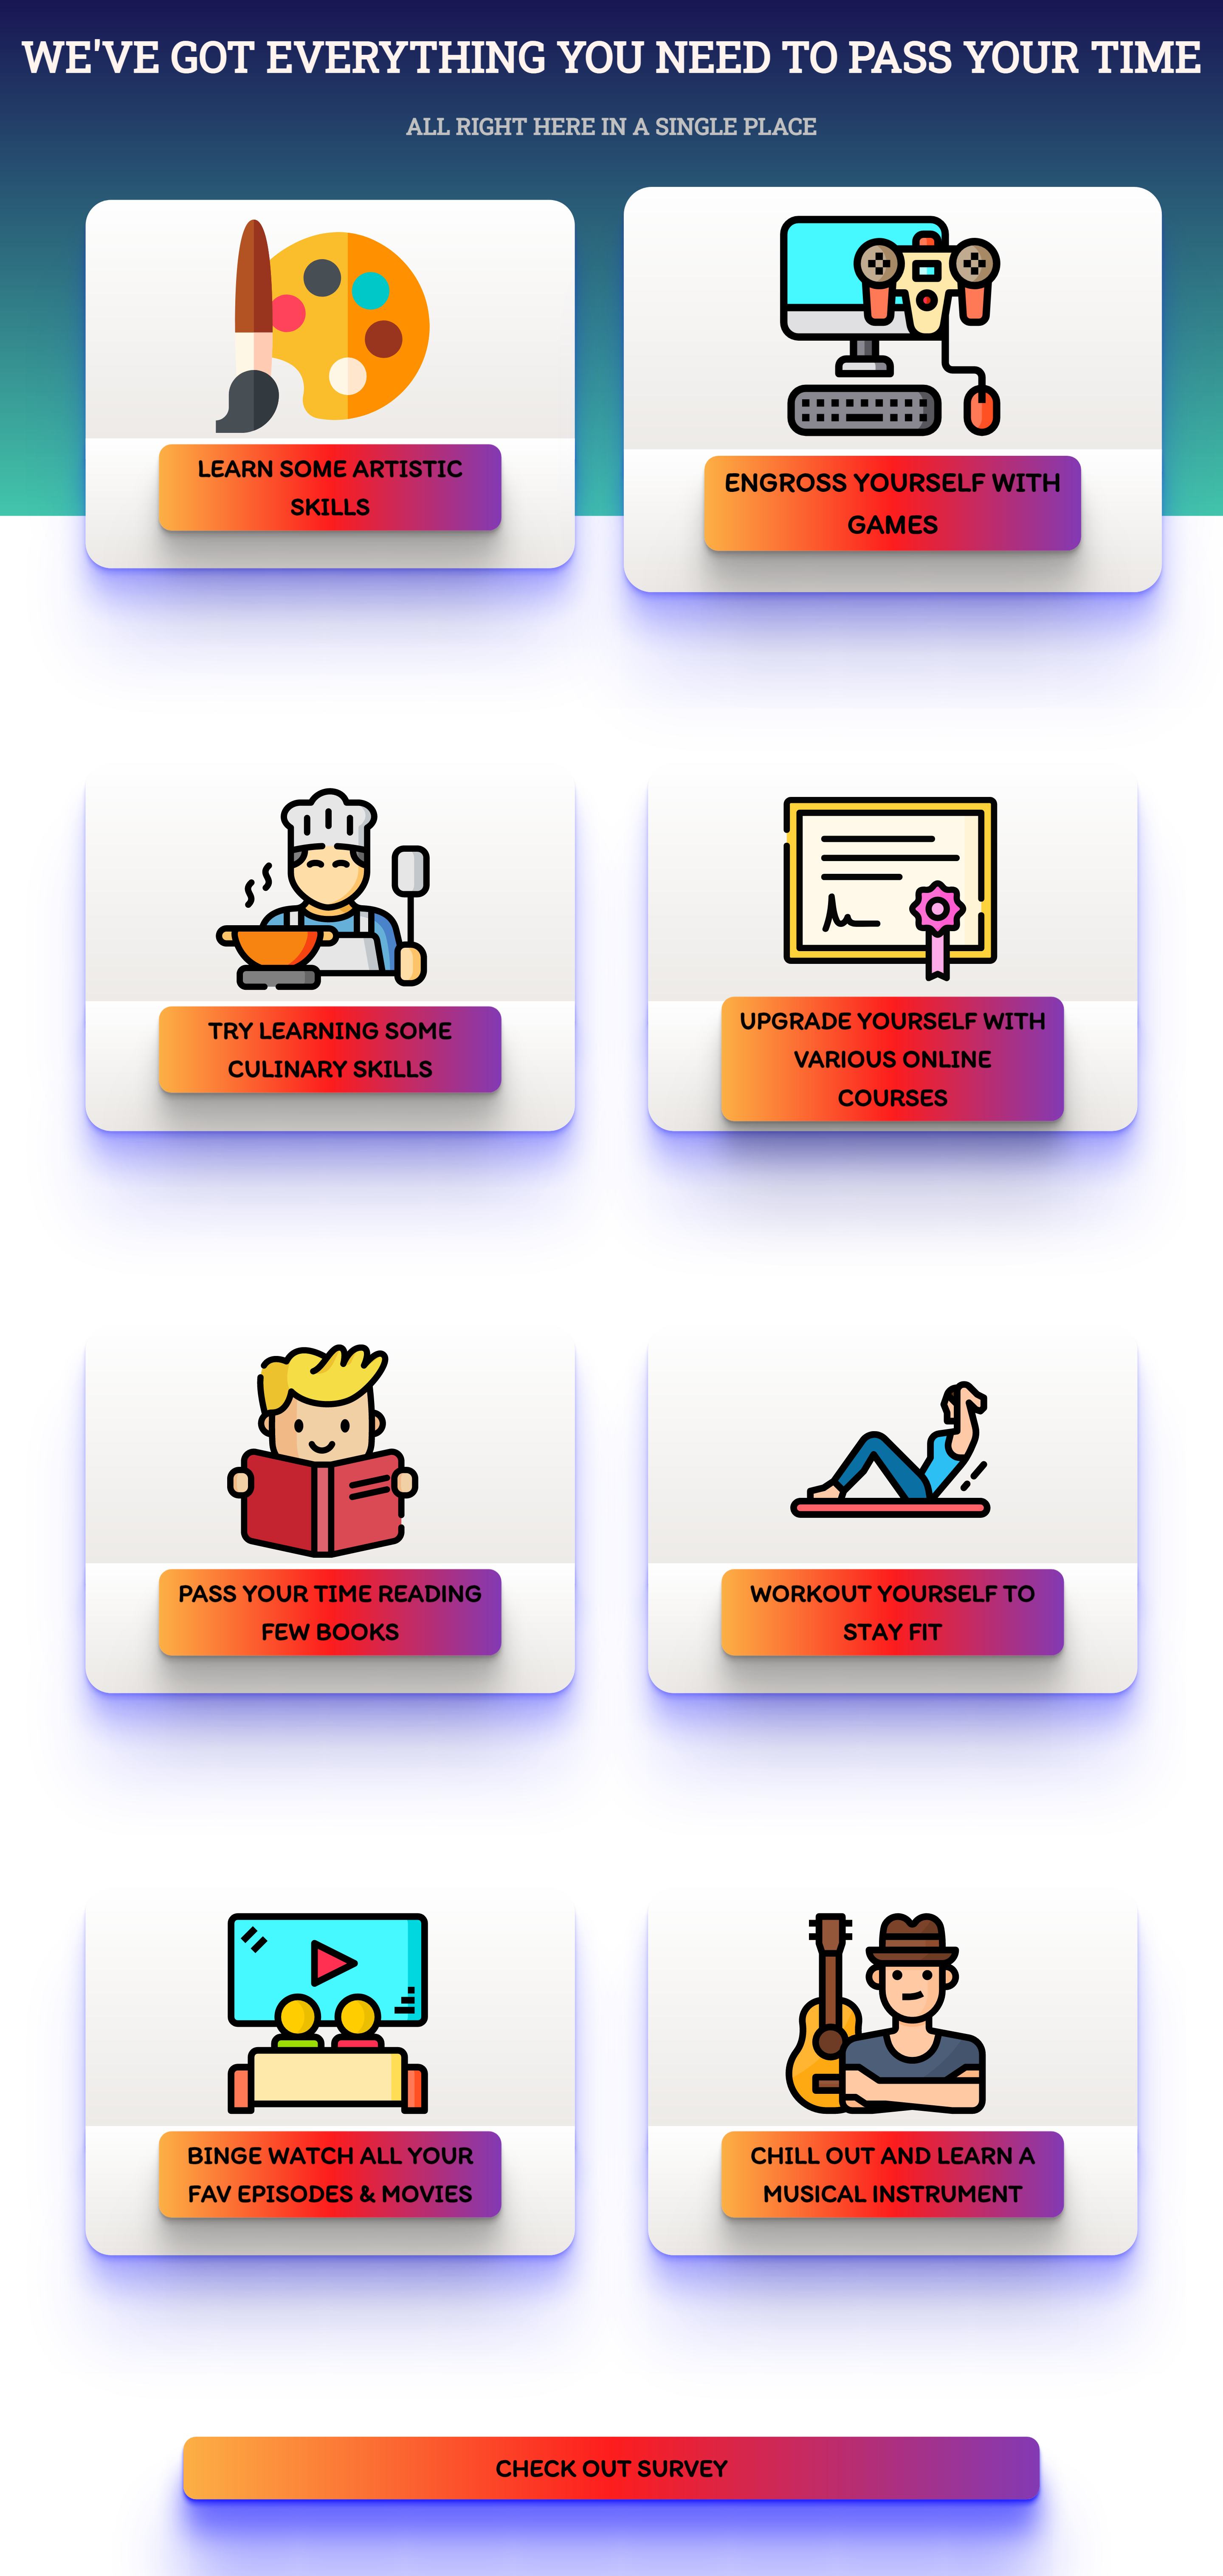 WE'VE GOT EVERYTHING YOU NEED TO PASS YOUR TIME
ALL RIGHT HERE IN A SINGLE PLACE
LEARN SOME ARTISTIC
SKILLS
ENGROSS YOURSELF WITH
GAMES
TRY LEARNING SOME
CULINARY SKILLS
UPGRADE YOURSELF WITH
VARIOUS ONLINE
COURSES
PASS YOUR TIME READING
FEW BOOKS
WORKOUT YOURSELF TO
STAY FIT
BINGE WATCH ALL YOUR
FAV EPISODES & MOVIES
CHILL OUT AND LEARN A
MUSICAL INSTRUMENT
CHECK OUT SURVEY